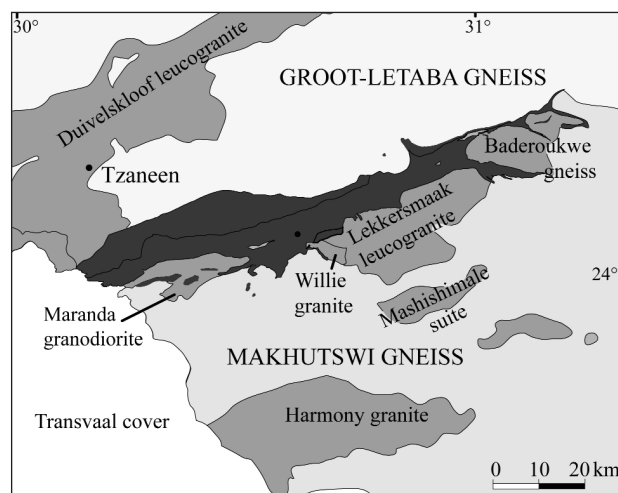 30°
31°
Duivelskloof leucogranite
GROOT-LETABA GNEISS
Tzaneen
Baderoukwe
gneiss
Lekkersmaak
leucogranite
Willie
granite
24°
Mashishimale
suite
Maranda
granodiorite
MAKHUTSWI GNEISS
Transvaal cover
Harmony granite
0 10 20 km